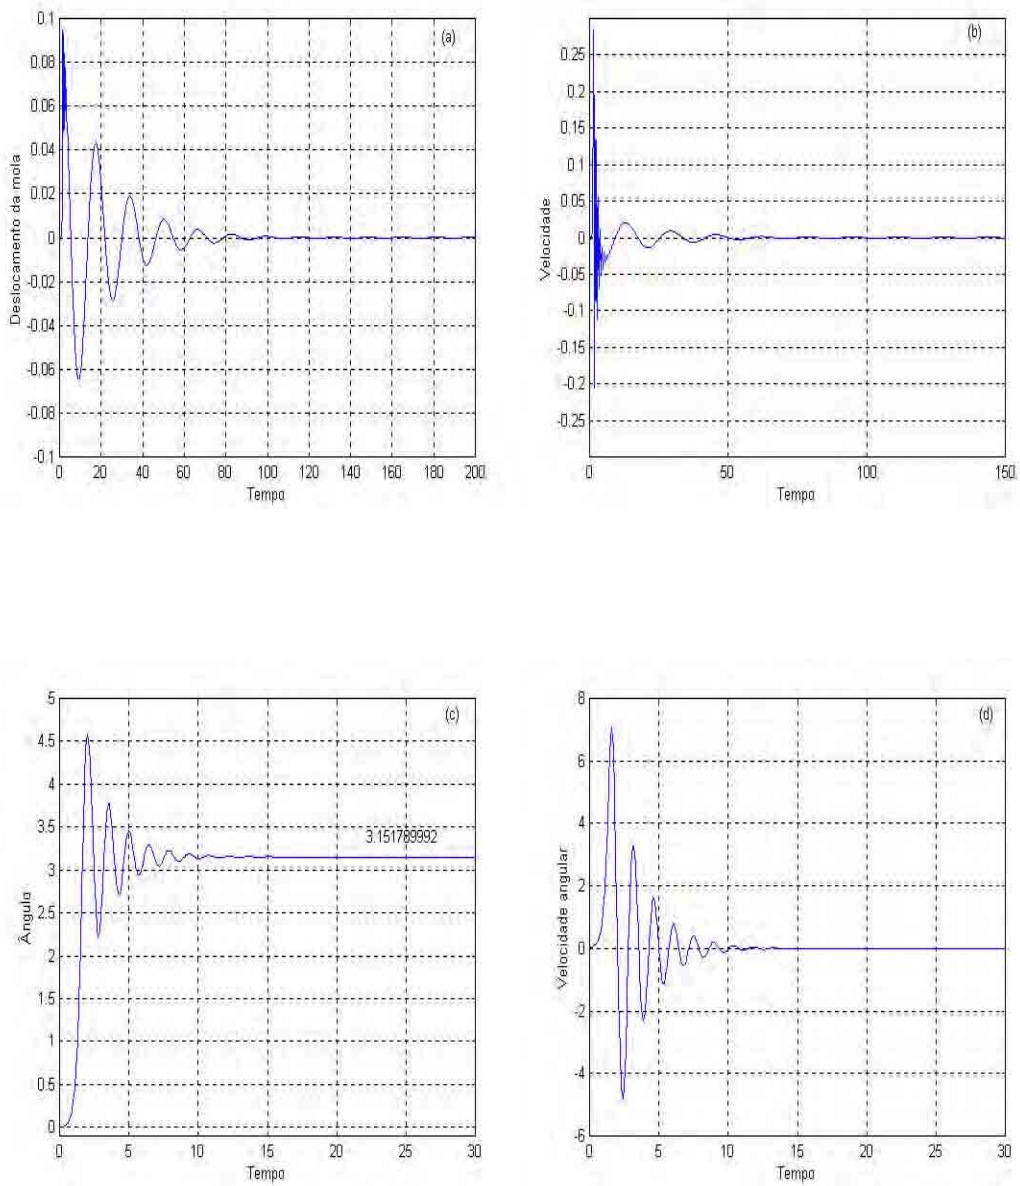 (a)
0.1
0.08
0.06
0.04
0.02
0
-0.02
-0.04
-0.06
-0.08
-0.1
Deslocamento da mola
0 20 40 60 80 100 120 140 160 180 200
Tempo
(b)
0.25
0.2
0.15
0.1
0.05
0
-0.05
-0.1
-0.15
-0.2
-0.25
Velocidade
0 50 100 150
Tempo
(c)
5
4.5
4
3.5
3
2.5
2
1.5
1
0.5
0
Ângulo
3.151789992
0 5 10 15 20 25 30
Tempo
(d)
8
6
4
2
0
-2
-4
-6
Velocidade angular
0 5 10 15 20 25 30
Tempo